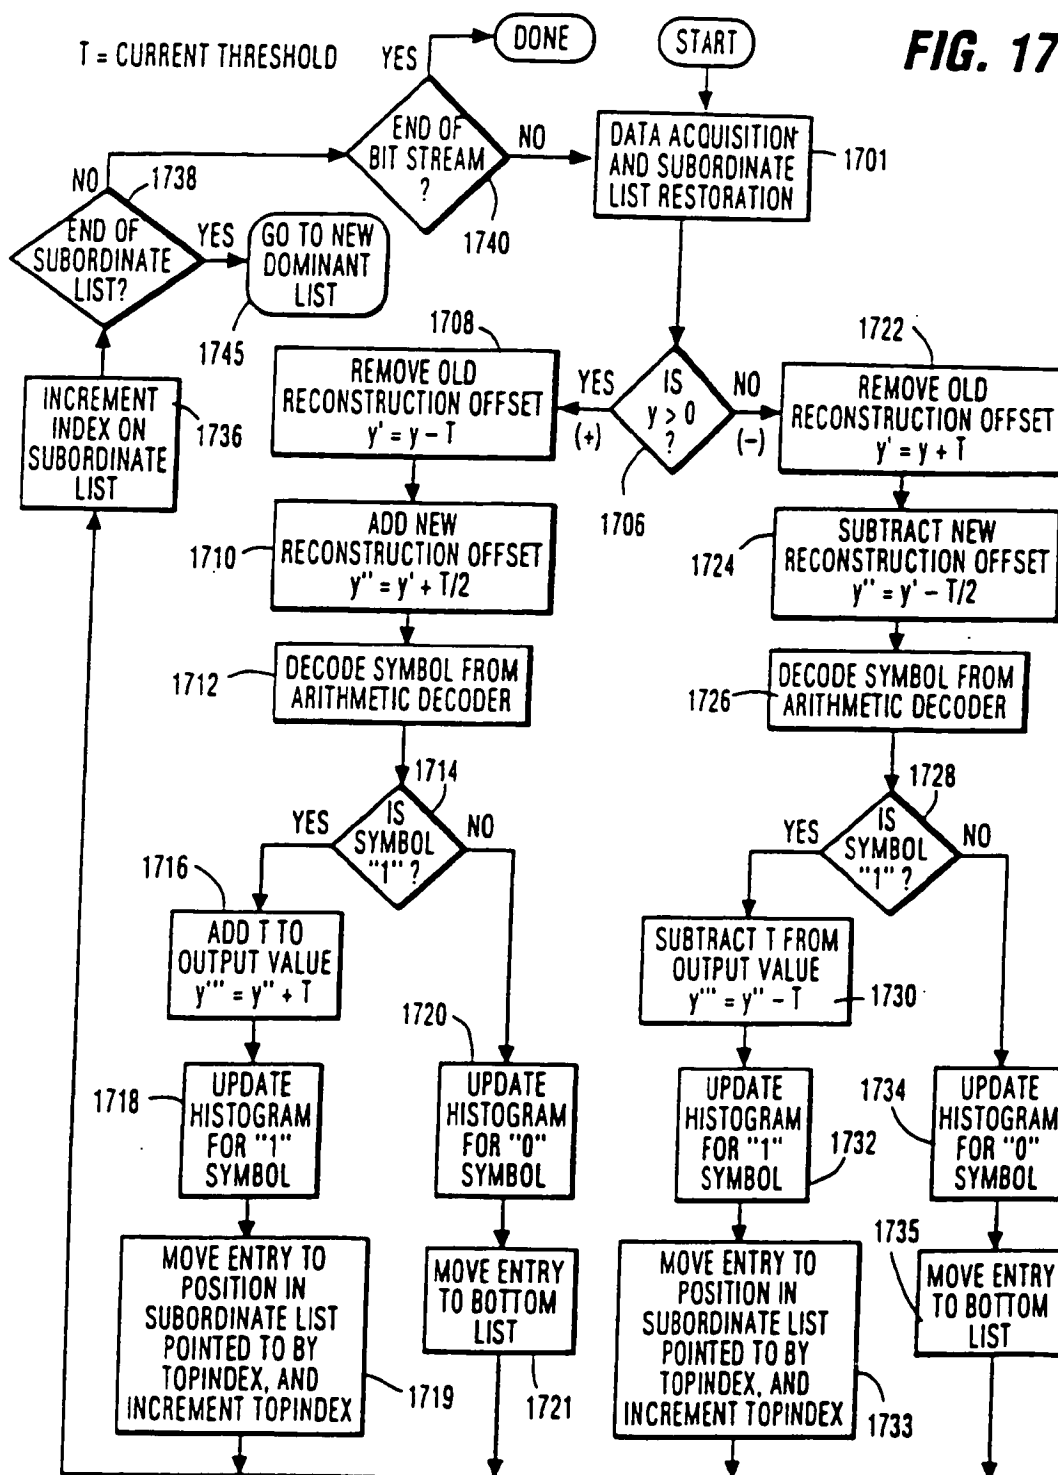 T = CURRENT THRESHOLD
YES
DONE
START
FIG. 17
END OF
BIT STREAM
?
NO
1740
DATA ACQUISITION
AND SUBORDINATE
LIST RESTORATION
1701
NO
1738
END OF
SUBORDINATE
LIST?
YES
GO TO NEW
DOMINANT
LIST
1745
INCREMENT
INDEX ON
SUBORDINATE
LIST
1736
1708
REMOVE OLD
RECONSTRUCTION OFFSET
y' = y – T
YES
(+)
IS
y > 0
?
NO
(–)
1706
1722
REMOVE OLD
RECONSTRUCTION OFFSET
y' = y + T
1710
ADD NEW
RECONSTRUCTION OFFSET
y'' = y' + T/2
1724
SUBTRACT NEW
RECONSTRUCTION OFFSET
y'' = y' – T/2
1712
DECODE SYMBOL FROM
ARITHMETIC DECODER
1726
DECODE SYMBOL FROM
ARITHMETIC DECODER
1714
YES
IS
SYMBOL
"1" ?
NO
1728
YES
IS
SYMBOL
"1" ?
NO
1716
ADD T TO
OUTPUT VALUE
y''' = y'' + T
SUBTRACT T FROM
OUTPUT VALUE
y''' = y'' – T
1730
1718
UPDATE
HISTOGRAM
FOR "1"
SYMBOL
1720
UPDATE
HISTOGRAM
FOR "0"
SYMBOL
UPDATE
HISTOGRAM
FOR "1"
SYMBOL
1732
1734
UPDATE
HISTOGRAM
FOR "0"
SYMBOL
MOVE ENTRY TO
POSITION IN
SUBORDINATE LIST
POINTED TO BY
TOPINDEX, AND
INCREMENT TOPINDEX
1719
MOVE ENTRY
TO BOTTOM
LIST
1721
MOVE ENTRY TO
POSITION IN
SUBORDINATE LIST
POINTED TO BY
TOPINDEX, AND
INCREMENT TOPINDEX
1733
1735
MOVE ENTRY
TO BOTTOM
LIST